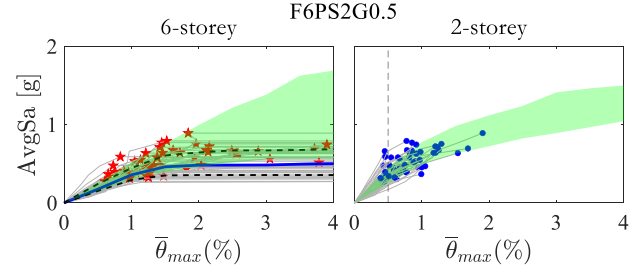 F6PS2G0.5
6-storey 2-storey
AvgSa [g]
2
1
0
0 1 2 3 4 0 1 2 3 4
θ̅max(%) θ̅max(%)